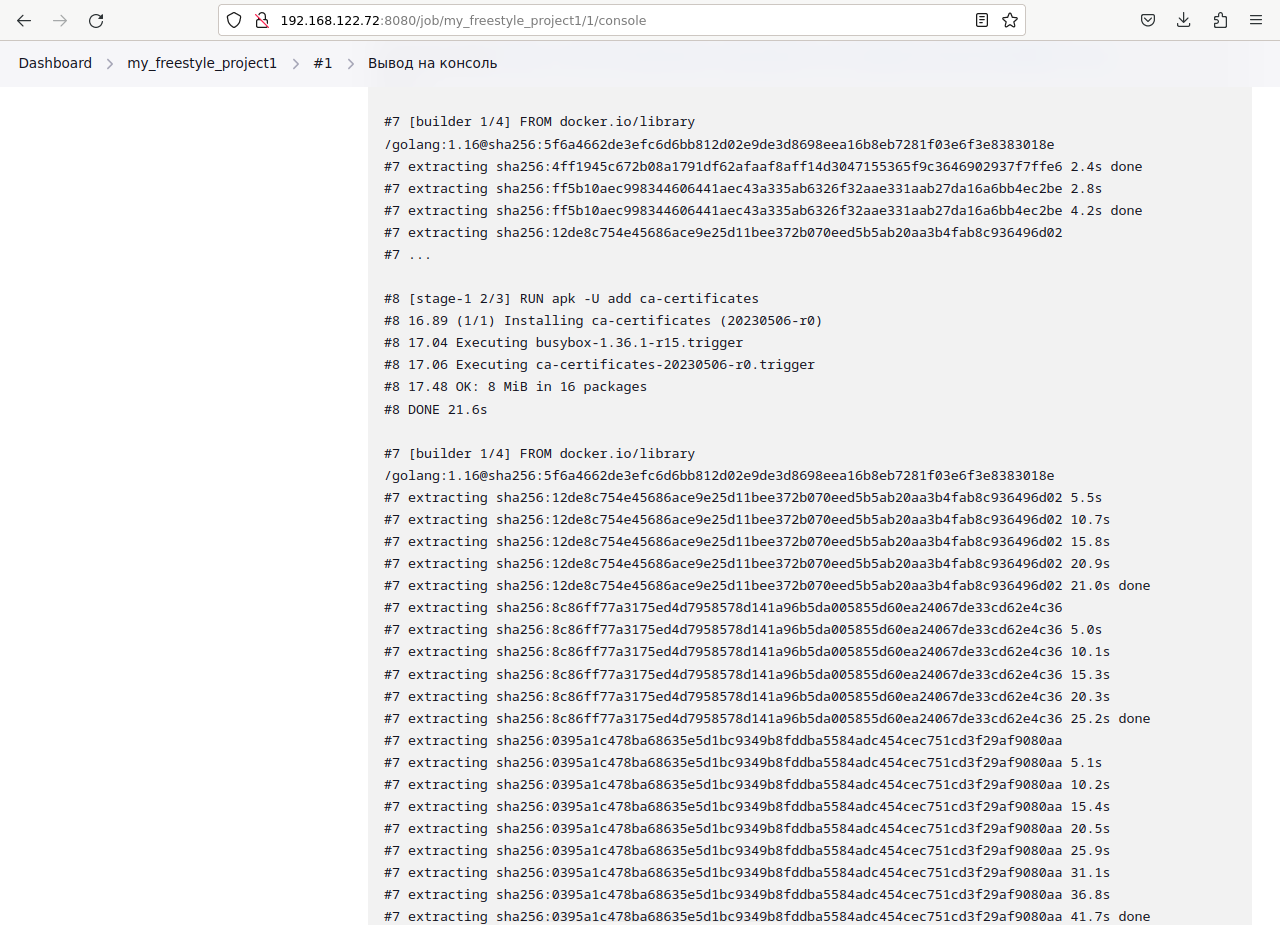 192.168.122.72:8080/job/my_freestyle_project1/1/console
Dashboard > my_freestyle_project1 > #1 > Вывод на консоль
#7 [builder 1/4] FROM docker.io/library
/golang:1.16@sha256:5f6a4662de3efc6d6bb812d02e9de3d8698eea16b8eb7281f03e6f3e8383018e
#7 extracting sha256:4ff1945c672b08a1791df62afaaf8aff14d3047155365f9c3646902937f7ffe6 2.4s done
#7 extracting sha256:ff5b10aec998344606441aec43a335ab6326f32aae331aab27da16a6bb4ec2be 2.8s
#7 extracting sha256:ff5b10aec998344606441aec43a335ab6326f32aae331aab27da16a6bb4ec2be 4.2s done
#7 extracting sha256:12de8c754e45686ace9e25d11bee372b070eed5b5ab20aa3b4fab8c936496d02
#7 ...
#8 [stage-1 2/3] RUN apk -U add ca-certificates
#8 16.89 (1/1) Installing ca-certificates (20230506-r0)
#8 17.04 Executing busybox-1.36.1-r15.trigger
#8 17.06 Executing ca-certificates-20230506-r0.trigger
#8 17.48 OK: 8 MiB in 16 packages
#8 DONE 21.6s
#7 [builder 1/4] FROM docker.io/library
/golang:1.16@sha256:5f6a4662de3efc6d6bb812d02e9de3d8698eea16b8eb7281f03e6f3e8383018e
#7 extracting sha256:12de8c754e45686ace9e25d11bee372b070eed5b5ab20aa3b4fab8c936496d02 5.5s
#7 extracting sha256:12de8c754e45686ace9e25d11bee372b070eed5b5ab20aa3b4fab8c936496d02 10.7s
#7 extracting sha256:12de8c754e45686ace9e25d11bee372b070eed5b5ab20aa3b4fab8c936496d02 15.8s
#7 extracting sha256:12de8c754e45686ace9e25d11bee372b070eed5b5ab20aa3b4fab8c936496d02 20.9s
#7 extracting sha256:12de8c754e45686ace9e25d11bee372b070eed5b5ab20aa3b4fab8c936496d02 21.0s done
#7 extracting sha256:8c86ff77a3175ed4d7958578d141a96b5da005855d60ea24067de33cd62e4c36
#7 extracting sha256:8c86ff77a3175ed4d7958578d141a96b5da005855d60ea24067de33cd62e4c36 5.0s
#7 extracting sha256:8c86ff77a3175ed4d7958578d141a96b5da005855d60ea24067de33cd62e4c36 10.1s
#7 extracting sha256:8c86ff77a3175ed4d7958578d141a96b5da005855d60ea24067de33cd62e4c36 15.3s
#7 extracting sha256:8c86ff77a3175ed4d7958578d141a96b5da005855d60ea24067de33cd62e4c36 20.3s
#7 extracting sha256:8c86ff77a3175ed4d7958578d141a96b5da005855d60ea24067de33cd62e4c36 25.2s done
#7 extracting sha256:0395a1c478ba68635e5d1bc9349b8fddba5584adc454cec751cd3f29af9080aa
#7 extracting sha256:0395a1c478ba68635e5d1bc9349b8fddba5584adc454cec751cd3f29af9080aa 5.1s
#7 extracting sha256:0395a1c478ba68635e5d1bc9349b8fddba5584adc454cec751cd3f29af9080aa 10.2s
#7 extracting sha256:0395a1c478ba68635e5d1bc9349b8fddba5584adc454cec751cd3f29af9080aa 15.4s
#7 extracting sha256:0395a1c478ba68635e5d1bc9349b8fddba5584adc454cec751cd3f29af9080aa 20.5s
#7 extracting sha256:0395a1c478ba68635e5d1bc9349b8fddba5584adc454cec751cd3f29af9080aa 25.9s
#7 extracting sha256:0395a1c478ba68635e5d1bc9349b8fddba5584adc454cec751cd3f29af9080aa 31.1s
#7 extracting sha256:0395a1c478ba68635e5d1bc9349b8fddba5584adc454cec751cd3f29af9080aa 36.8s
#7 extracting sha256:0395a1c478ba68635e5d1bc9349b8fddba5584adc454cec751cd3f29af9080aa 41.7s done